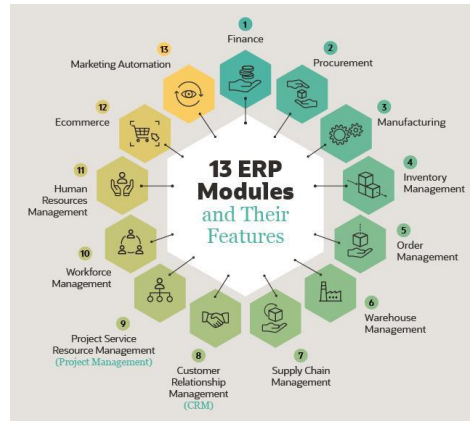 13 ERP
Modules
and Their
Features
1
Finance
2
Procurement
3
Manufacturing
4
Inventory
Management
5
Order
Management
6
Warehouse
Management
7
Supply Chain
Management
8
Customer
Relationship
Management
(CRM)
9
Project Service
Resource Management
(Project Management)
10
Workforce
Management
11
Human
Resources
Management
12
Ecommerce
13
Marketing Automation